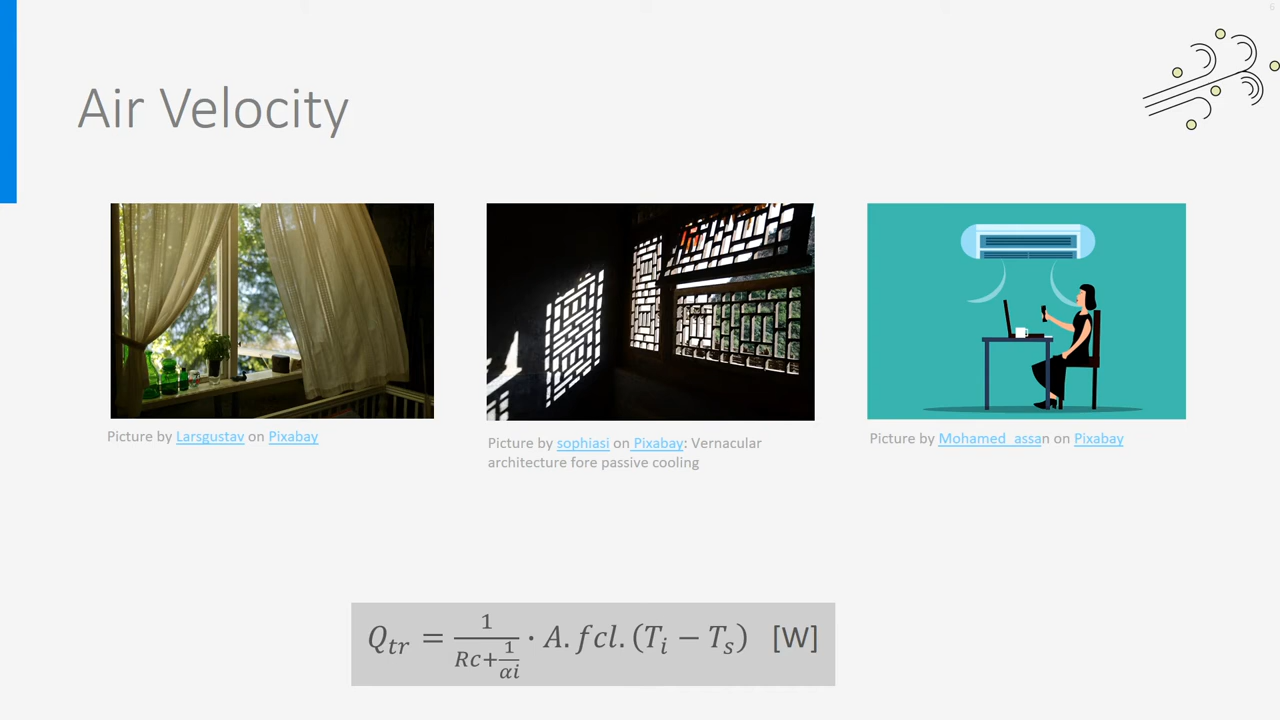 6
Air Velocity
Picture by Larsgustav on Pixabay
Picture by sophiasi on Pixabay: Vernacular
architecture fore passive cooling
Picture by Mohamed_assan on Pixabay
Q_tr = 1/(Rc+1/αi) · A. fcl. (T_i − T_s) [W]